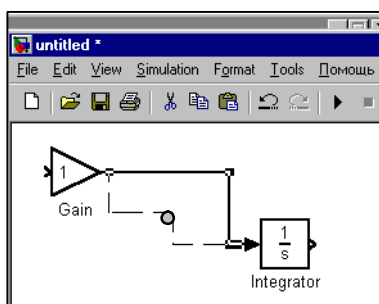 untitled *
File Edit View Simulation Format Tools Помощь
1
Gain
1
s
Integrator